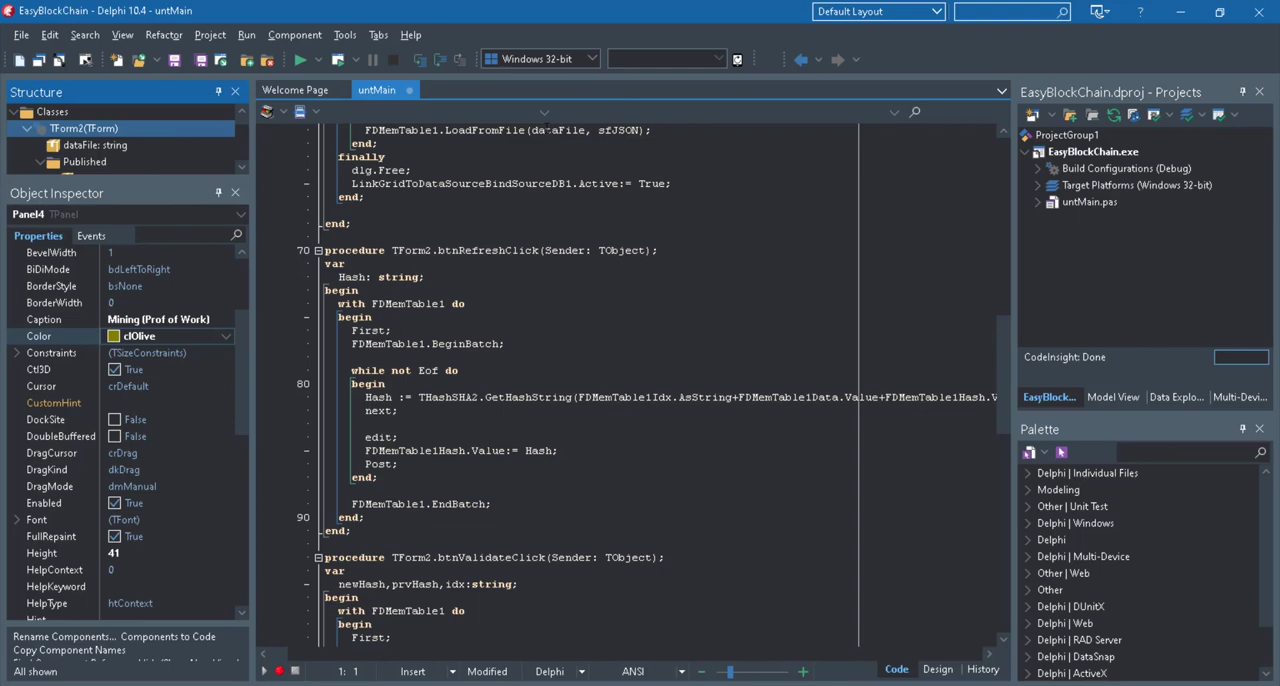 EasyBlockChain - Delphi 10.4 - untMain
Default Layout
File Edit Search View Refactor Project Run Component Tools Tabs Help
Windows 32-bit
Structure
Classes
TForm2(TForm)
dataFile: string
Published
Object Inspector
Panel4 TPanel
Properties Events
BevelWidth 1
BiDiMode bdLeftToRight
BorderStyle bsNone
BorderWidth 0
Caption Mining (Prof of Work)
Color clOlive
Constraints (TSizeConstraints)
Ctl3D True
Cursor crDefault
CustomHint
DockSite False
DoubleBuffered False
DragCursor crDrag
DragKind dkDrag
DragMode dmManual
Enabled True
Font (TFont)
FullRepaint True
Height 41
HelpContext 0
HelpKeyword
HelpType htContext
Rename Components... Components to Code
Copy Component Names
All shown
Welcome Page untMain
FDMemTable1.LoadFromFile(dataFile, sfJSON);
end;
finally
dlg.Free;
LinkGridToDataSourceBindSourceDB1.Active:= True;
end;
end;
70 procedure TForm2.btnRefreshClick(Sender: TObject);
var
Hash: string;
begin
with FDMemTable1 do
begin
First;
FDMemTable1.BeginBatch;
while not Eof do
80 begin
Hash := THashSHA2.GetHashString(FDMemTable1Idx.AsString+FDMemTable1Data.Value+FDMemTable1Hash.V
next;
edit;
FDMemTable1Hash.Value:= Hash;
Post;
end;
FDMemTable1.EndBatch;
90 end;
end;
procedure TForm2.btnValidateClick(Sender: TObject);
var
newHash,prvHash,idx:string;
begin
with FDMemTable1 do
begin
First;
1: 1 Insert Modified Delphi ANSI
Code Design History
EasyBlockChain.dproj - Projects
ProjectGroup1
EasyBlockChain.exe
Build Configurations (Debug)
Target Platforms (Windows 32-bit)
untMain.pas
CodeInsight: Done
EasyBlock... Model View Data Explo... Multi-Devi...
Palette
Delphi | Individual Files
Modeling
Other | Unit Test
Delphi | Windows
Delphi
Delphi | Multi-Device
Other | Web
Other
Delphi | DUnitX
Delphi | Web
Delphi | RAD Server
Delphi | DataSnap
Delphi | ActiveX